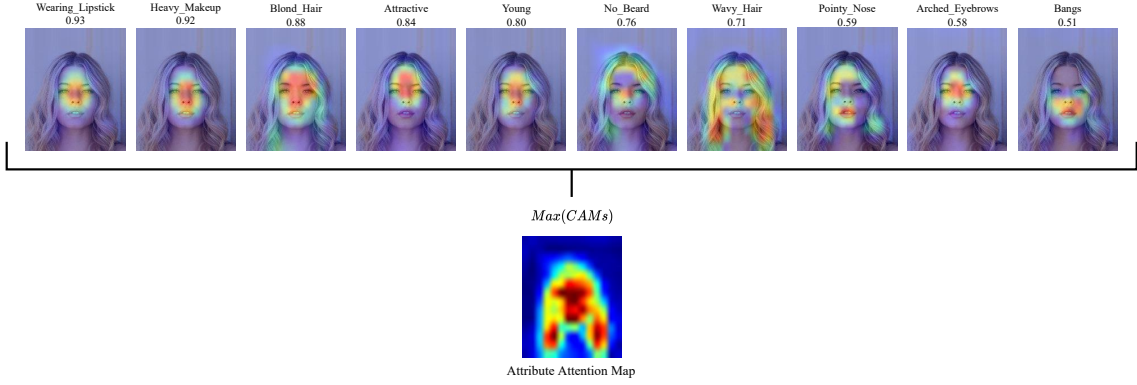 Wearing_Lipstick
0.93
Heavy_Makeup
0.92
Blond_Hair
0.88
Attractive
0.84
Young
0.80
No_Beard
0.76
Wavy_Hair
0.71
Pointy_Nose
0.59
Arched_Eyebrows
0.58
Bangs
0.51
Max(CAMs)
Attribute Attention Map